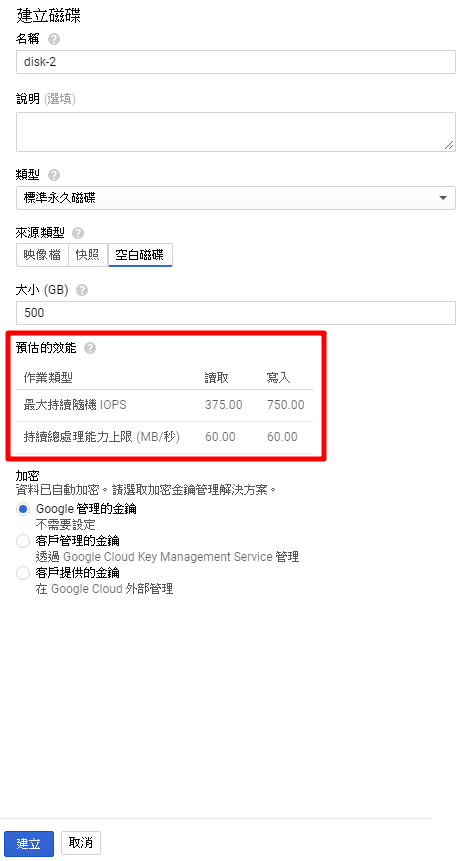 建立磁碟
名稱
disk-2
說明 (選填)
類型
標準永久磁碟
來源類型
映像檔 快照 空白磁碟
大小 (GB)
500
預估的效能
作業類型 讀取 寫入
最大持續隨機 IOPS 375.00 750.00
持續總處理能力上限 (MB/秒) 60.00 60.00
加密
資料已自動加密。請選取加密金鑰管理解決方案。
Google 管理的金鑰
不需要設定
客戶管理的金鑰
透過 Google Cloud Key Management Service 管理
客戶提供的金鑰
在 Google Cloud 外部管理
建立 取消